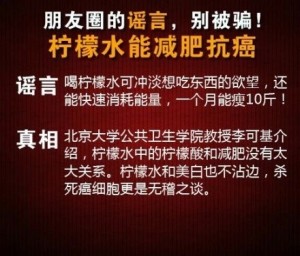 朋友圈的谣言，别被骗！
柠檬水能减肥抗癌
谣言 喝柠檬水可冲淡想吃东西的欲望，还
能快速消耗能量，一个月能瘦10斤！
真相 北京大学公共卫生学院教授李可基介
绍，柠檬水中的柠檬酸和减肥没有太
大关系。柠檬水和美白也不沾边，杀
死癌细胞更是无稽之谈。